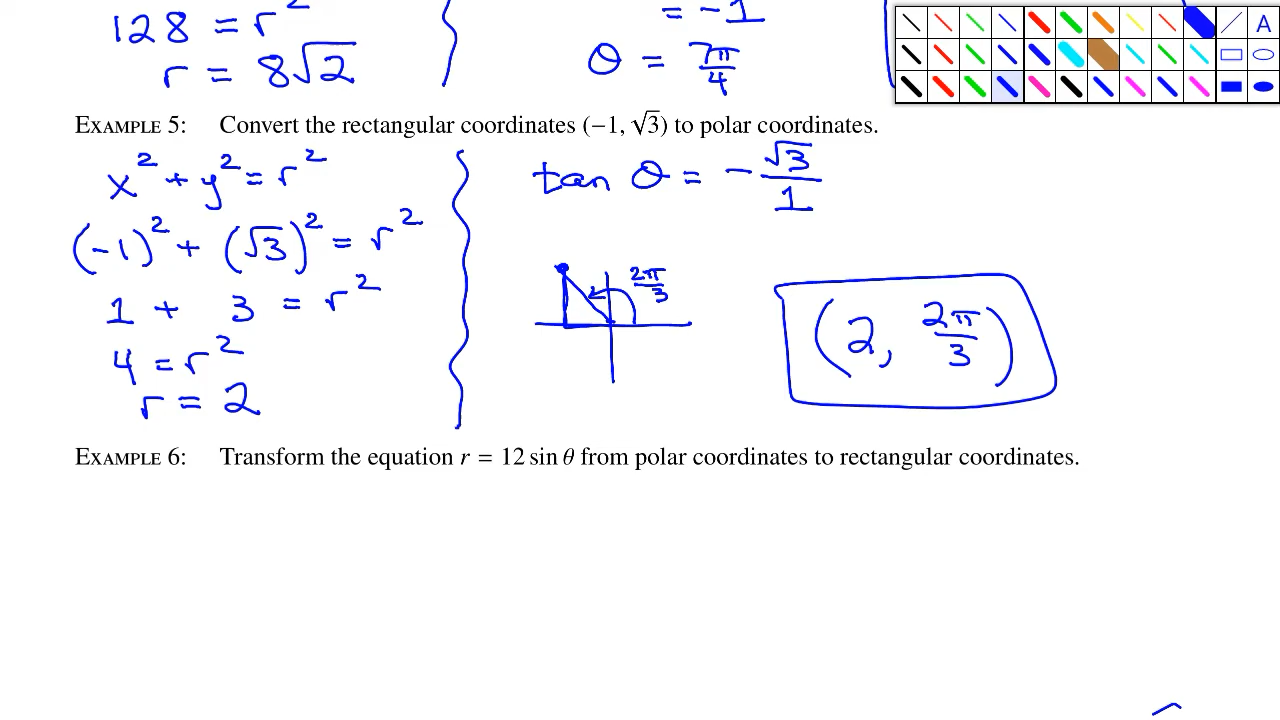 128 = r²
r = 8√2
= -1
θ = 7π/4
A
EXAMPLE 5: Convert the rectangular coordinates (−1, √3) to polar coordinates.
x² + y² = r²
(-1)² + (√3)² = r²
1 + 3 = r²
4 = r²
r = 2
tan θ = - √3/1
2π/3
(2, 2π/3)
EXAMPLE 6: Transform the equation r = 12 sin θ from polar coordinates to rectangular coordinates.